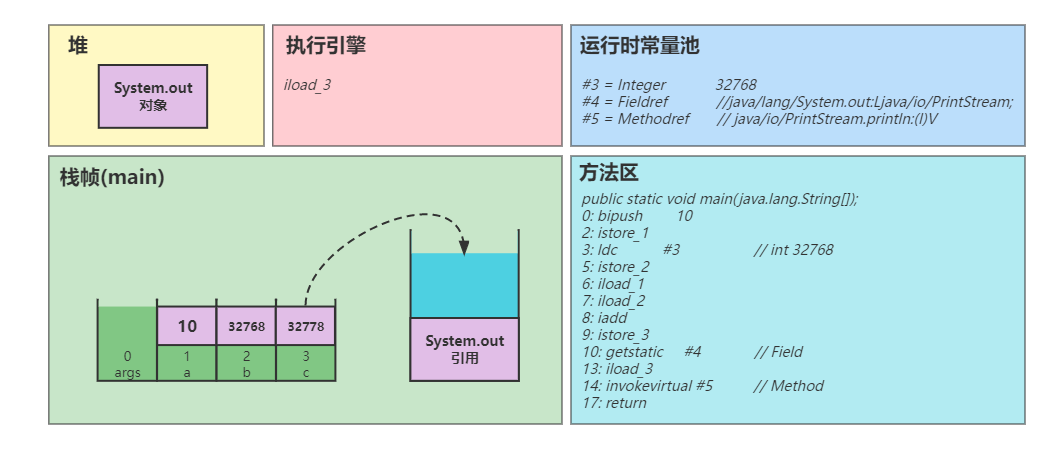 堆
System.out
对象
执行引擎
iload_3
运行时常量池
#3 = Integer 32768
#4 = Fieldref //java/lang/System.out:Ljava/io/PrintStream;
#5 = Methodref // java/io/PrintStream.println:(I)V
栈帧(main)
10 32768 32778
0 1 2 3
args a b c
System.out
引用
方法区
public static void main(java.lang.String[]);
0: bipush 10
2: istore_1
3: ldc #3 // int 32768
5: istore_2
6: iload_1
7: iload_2
8: iadd
9: istore_3
10: getstatic #4 // Field
13: iload_3
14: invokevirtual #5 // Method
17: return